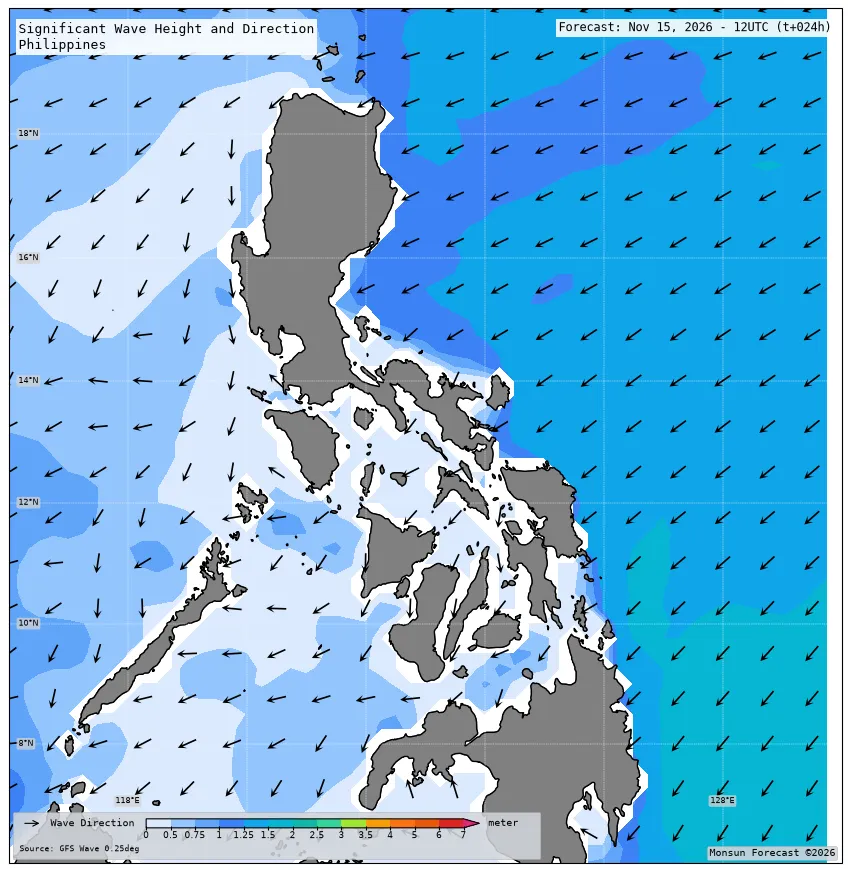 Significant Wave Height and Direction
Philippines
Forecast: Nov 15, 2026 - 12UTC (t+024h)
18°N
16°N
14°N
12°N
10°N
8°N
118°E
128°E
Wave Direction
0 0.5 0.75 1 1.25 1.5 2 2.5 3 3.5 4 5 6 7 meter
Source: GFS Wave 0.25deg
Monsun Forecast ©2026